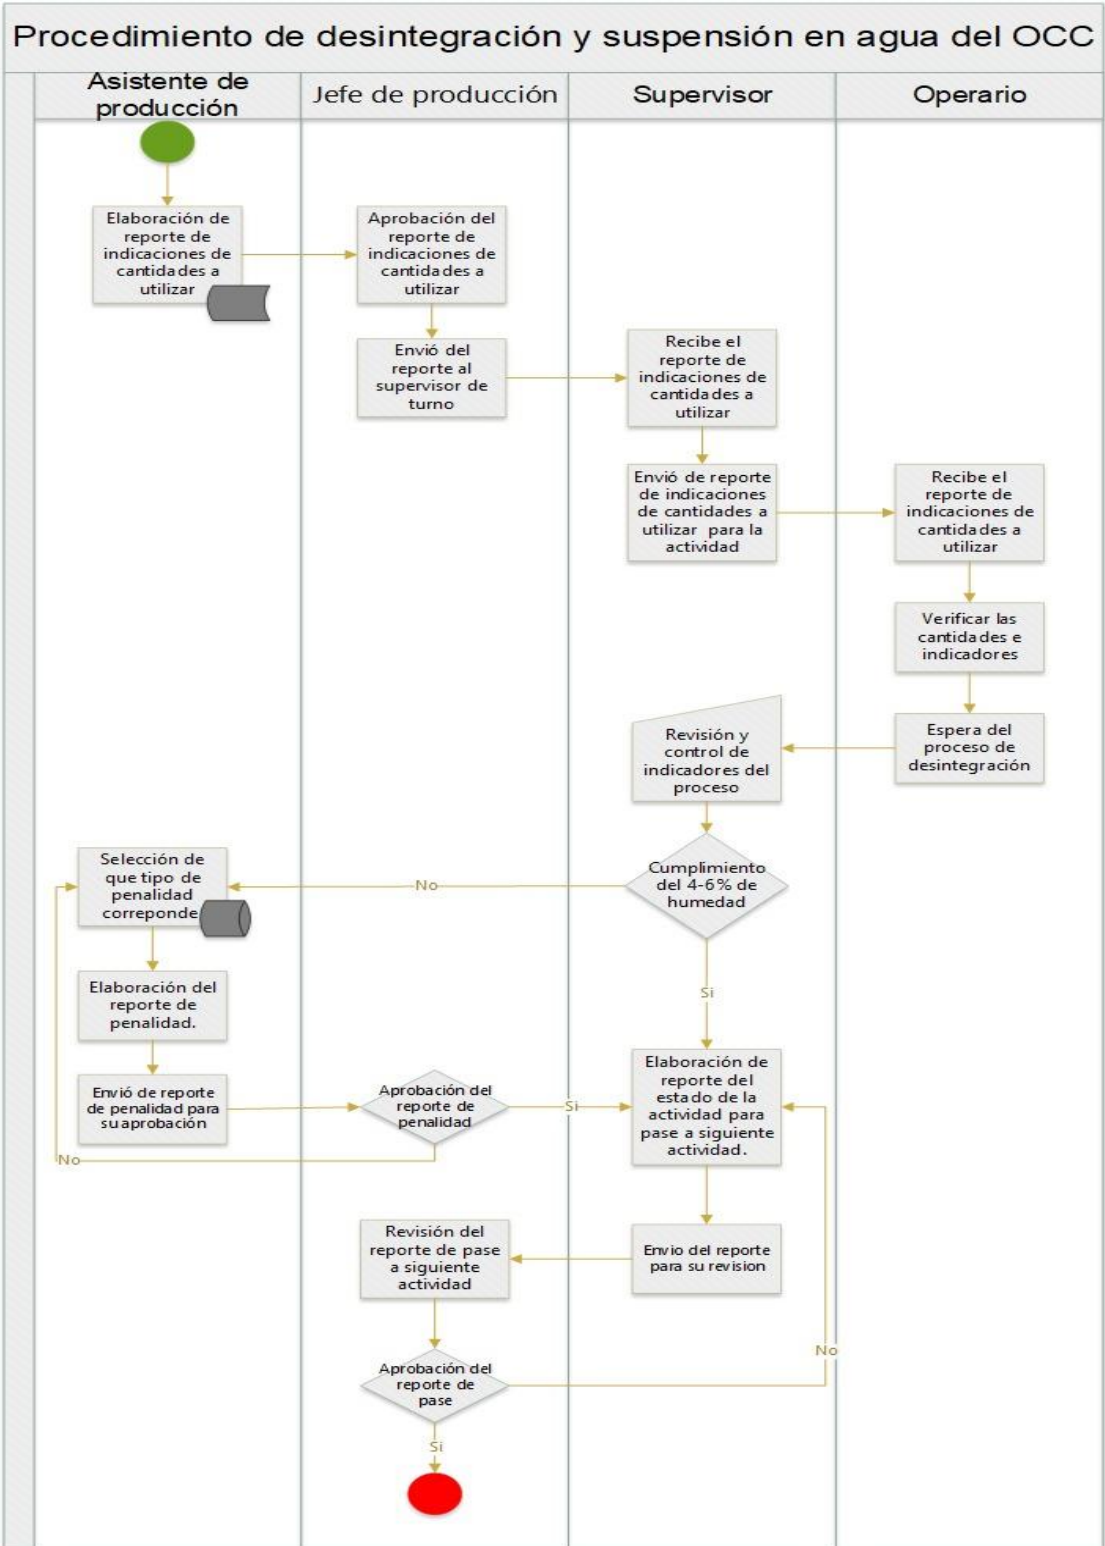 Procedimiento de desintegración y suspensión en agua del OCC
Asistente de
producción
Jefe de producción
Supervisor
Operario
Elaboración de
reporte de
indicaciones de
cantidades a
utilizar
Aprobación del
reporte de
indicaciones de
cantidades a
utilizar
Envió del
reporte al
supervisor de
turno
Recibe el
reporte de
indicaciones de
cantidades a
utilizar
Envió de reporte
de indicaciones
de cantidades a
utilizar para la
actividad
Recibe el
reporte de
indicaciones de
cantidades a
utilizar
Verificar las
cantidades e
indicadores
Espera del
proceso de
desintegración
Revisión y
control de
indicadores del
proceso
Cumplimiento
del 4-6% de
humedad
No
Si
Selección de
que tipo de
penalidad
correponde
Elaboración del
reporte de
penalidad.
Envió de reporte
de penalidad para
su aprobación
Aprobación del
reporte de
penalidad
No
Si
Elaboración de
reporte del
estado de la
actividad para
pase a siguiente
actividad.
Envio del reporte
para su revision
Revisión del
reporte de pase
a siguiente
actividad
Aprobación del
reporte de
pase
No
Si